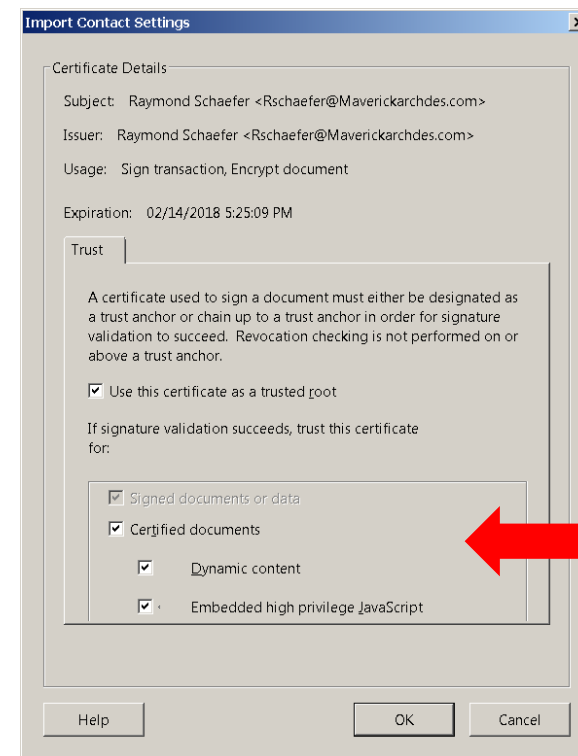 Import Contact Settings
Certificate Details
Subject: Raymond Schaefer <Rschaefer@Maverickarchdes.com>
Issuer: Raymond Schaefer <Rschaefer@Maverickarchdes.com>
Usage: Sign transaction, Encrypt document
Expiration: 02/14/2018 5:25:09 PM
Trust
A certificate used to sign a document must either be designated as
a trust anchor or chain up to a trust anchor in order for signature
validation to succeed. Revocation checking is not performed on or
above a trust anchor.
Use this certificate as a trusted root
If signature validation succeeds, trust this certificate
for:
Signed documents or data
Certified documents
Dynamic content
Embedded high privilege JavaScript
Help OK Cancel